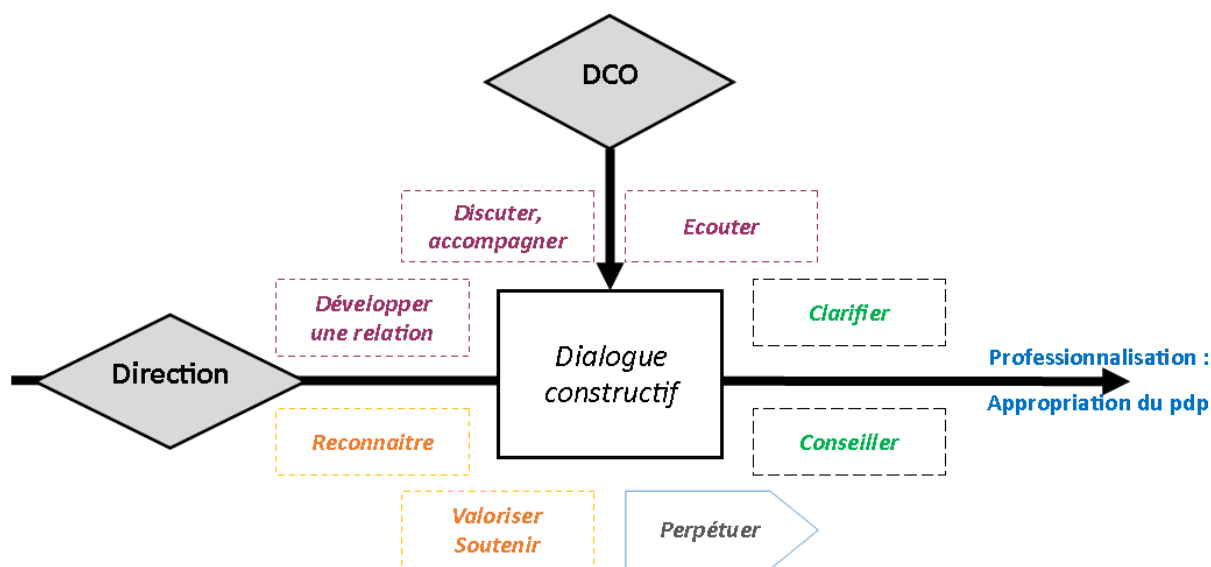 DCO
Discuter,
accompagner
Ecouter
Développer
une relation
Clarifier
Direction
Dialogue
constructif
Professionnalisation :
Appropriation du pdp
Reconnaitre
Conseiller
Valoriser
Soutenir
Perpétuer